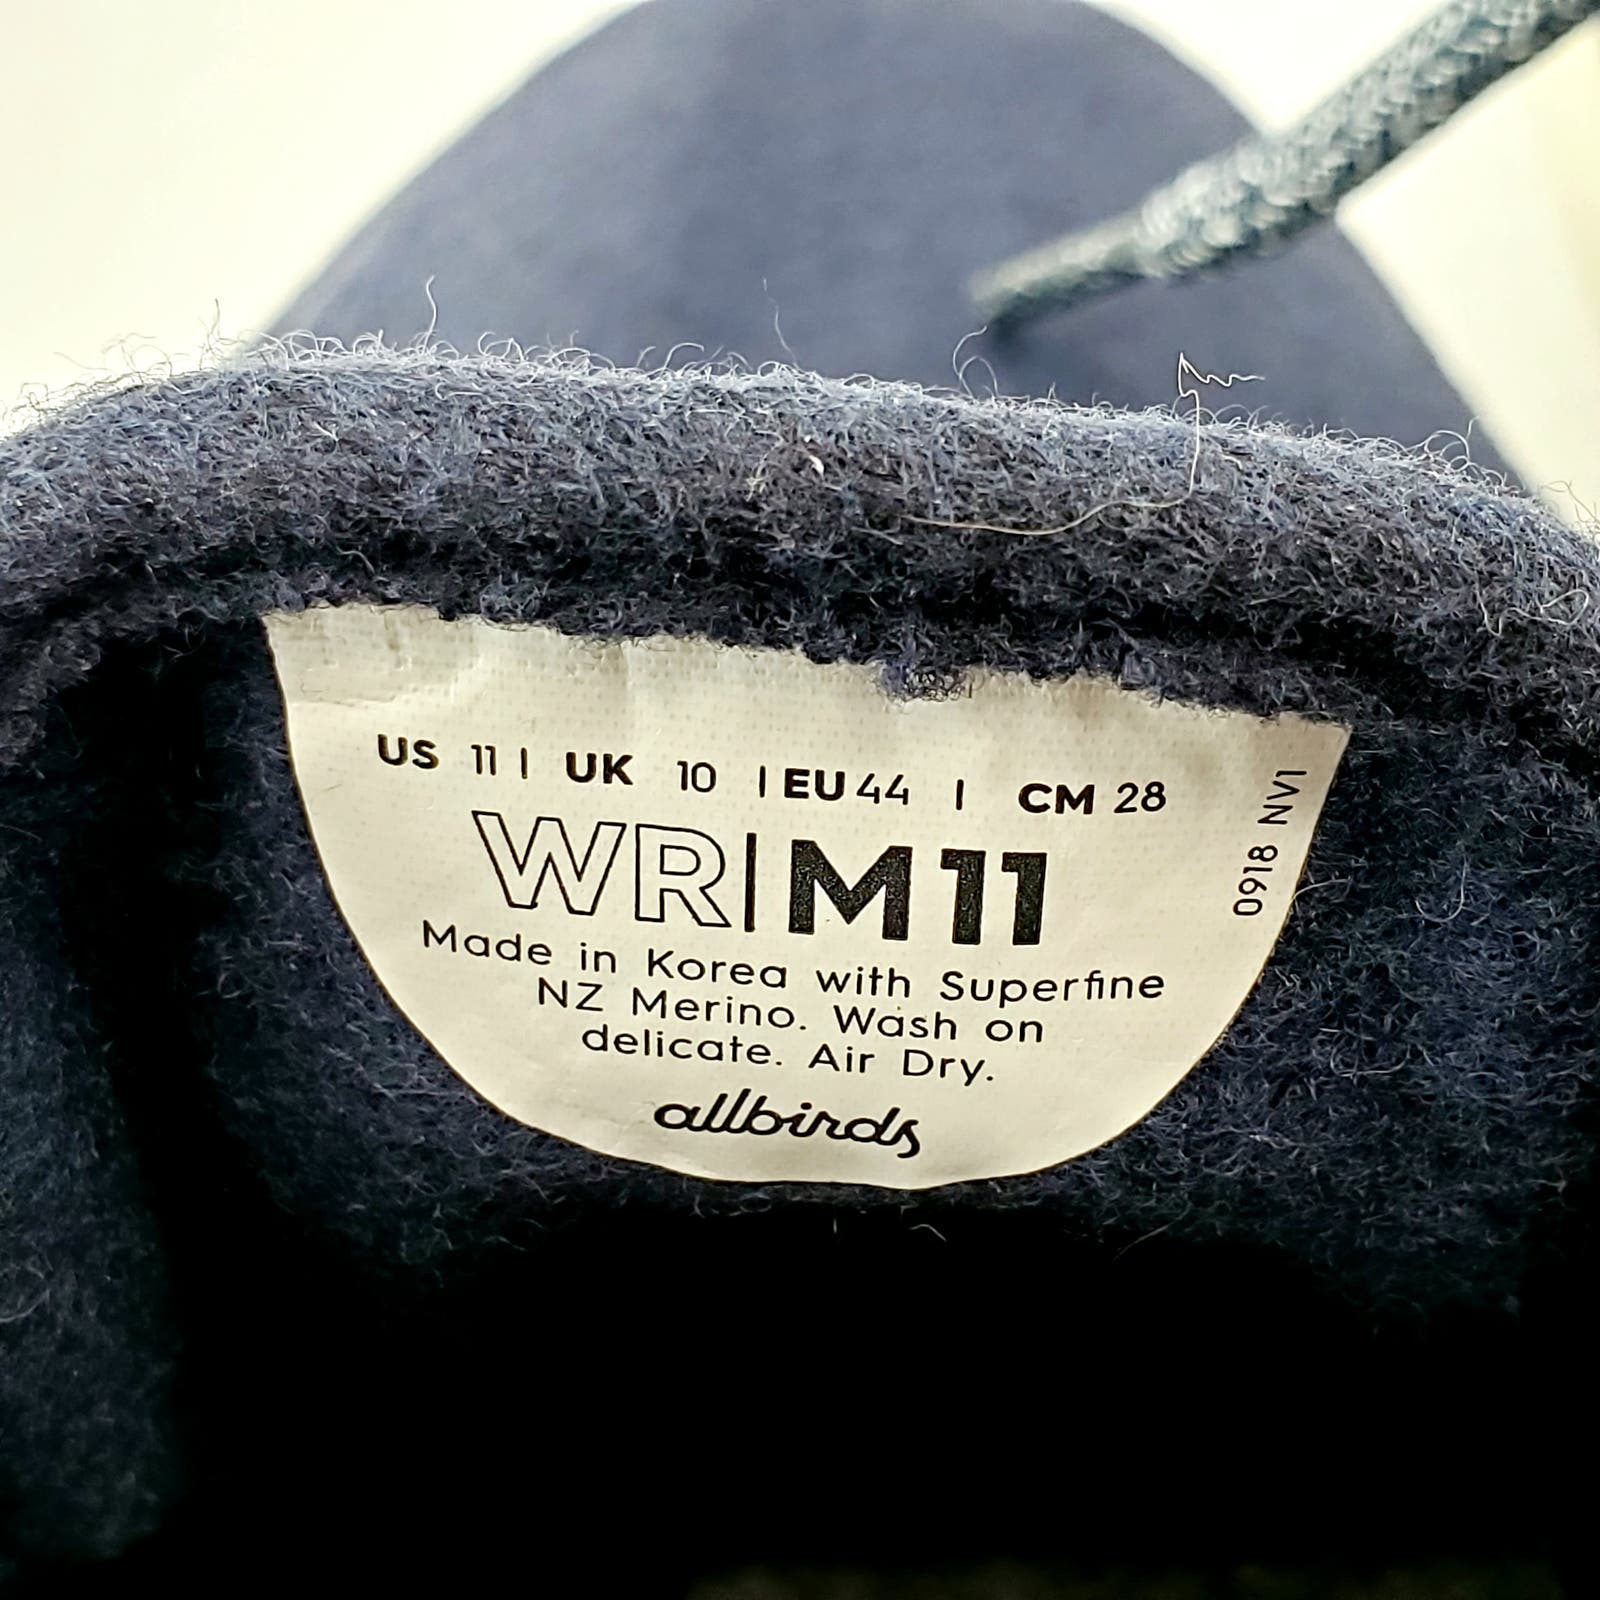 US 11 | UK 10 | EU 44 | CM 28
WR|M11
Made in Korea with Superfine
NZ Merino. Wash on
delicate. Air Dry.
allbirds
0918 NV1